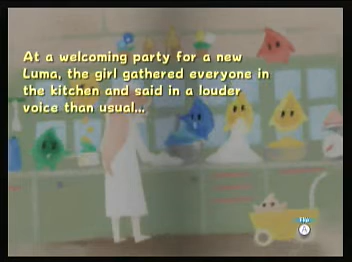 At a welcoming party for a new
Luma, the girl gathered everyone in
the kitchen and said in a louder
voice than usual...
A